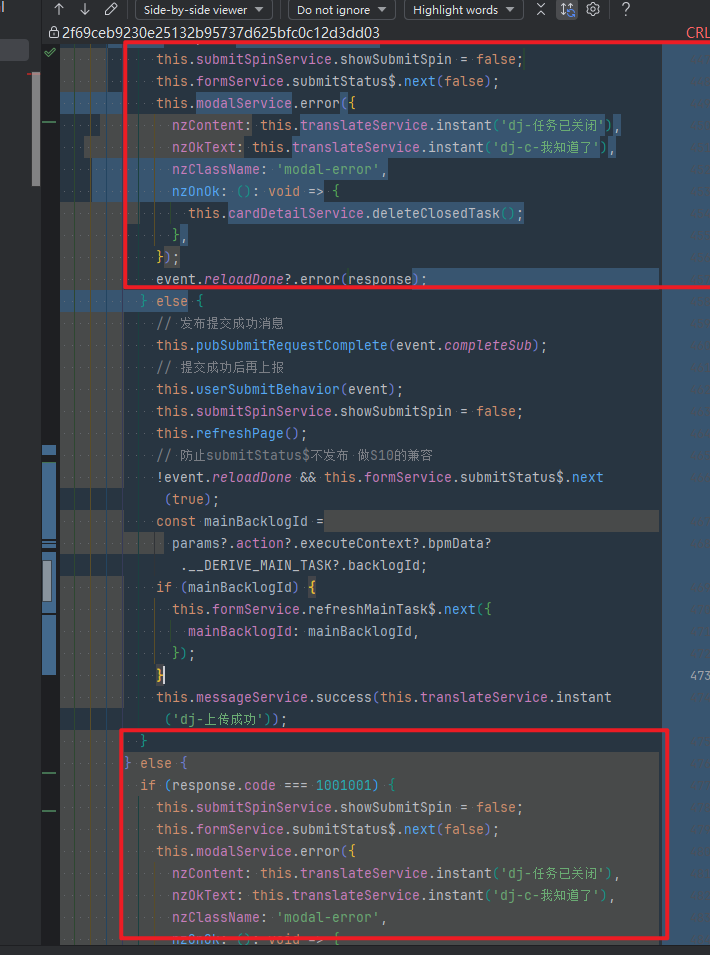 Side-by-side viewer Do not ignore Highlight words ?
2f69ceb9230e25132b95737d625bfc0c12d3dd03 CRL
this.submitSpinService.showSubmitSpin = false;
this.formService.submitStatus$.next(false);
this.modalService.error({
nzContent: this.translateService.instant('dj-任务已关闭'),
nzOkText: this.translateService.instant('dj-c-我知道了'),
nzClassName: 'modal-error',
nzOnOk: (): void => {
this.cardDetailService.deleteClosedTask();
},
});
event.reloadDone?.error(response);
} else {
// 发布提交成功消息
this.pubSubmitRequestComplete(event.completeSub);
// 提交成功后再上报
this.userSubmitBehavior(event);
this.submitSpinService.showSubmitSpin = false;
this.refreshPage();
// 防止submitStatus$不发布 做S10的兼容
!event.reloadDone && this.formService.submitStatus$.next
(true);
const mainBacklogId =
params?.action?.executeContext?.bpmData?
.__DERIVE_MAIN_TASK?.backlogId;
if (mainBacklogId) {
this.formService.refreshMainTask$.next({
mainBacklogId: mainBacklogId,
});
}
473
this.messageService.success(this.translateService.instant
('dj-上传成功'));
}
} else {
if (response.code === 1001001) {
this.submitSpinService.showSubmitSpin = false;
this.formService.submitStatus$.next(false);
this.modalService.error({
nzContent: this.translateService.instant('dj-任务已关闭'),
nzOkText: this.translateService.instant('dj-c-我知道了'),
nzClassName: 'modal-error',
nzOnOk: (): void => {